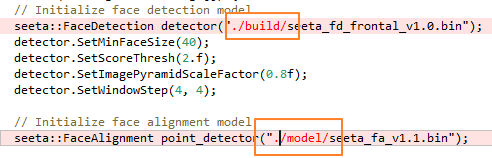 // Initialize face detection model
seeta::FaceDetection detector("./build/seeta_fd_frontal_v1.0.bin");
detector.SetMinFaceSize(40);
detector.SetScoreThresh(2.f);
detector.SetImagePyramidScaleFactor(0.8f);
detector.SetWindowStep(4, 4);
// Initialize face alignment model
seeta::FaceAlignment point_detector("./model/seeta_fa_v1.1.bin");